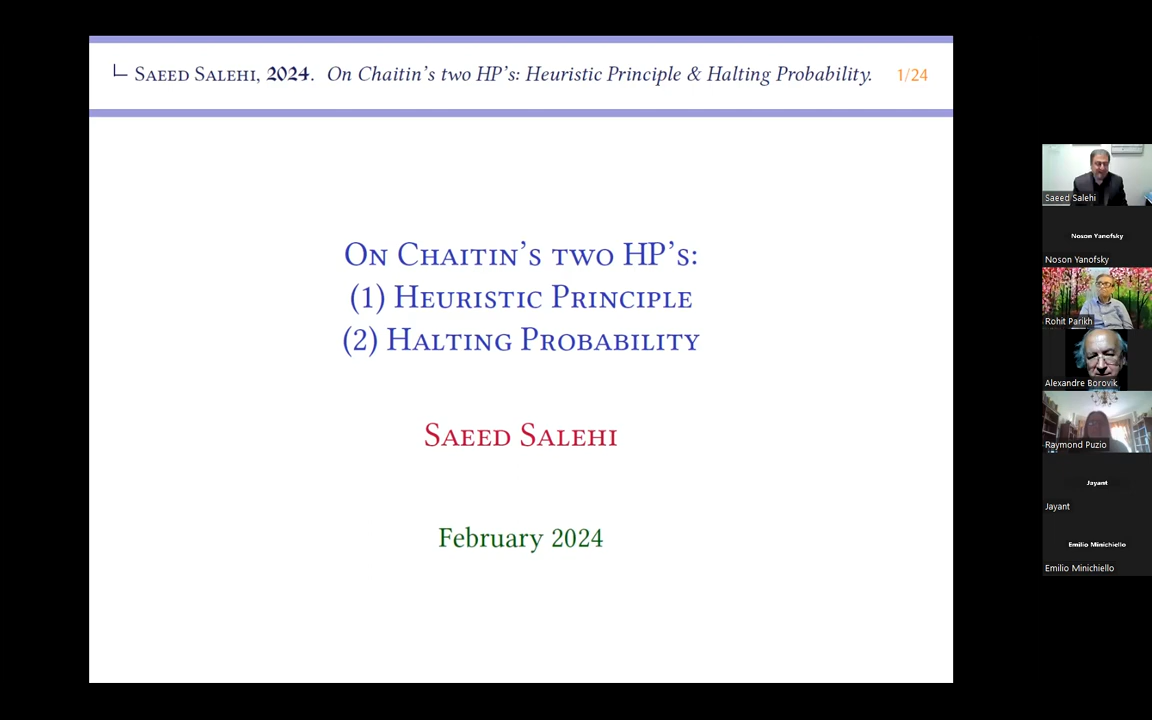 SAEED SALEHI, 2024. On Chaitin's two HP's: Heuristic Principle & Halting Probability. 1/24
ON CHAITIN'S TWO HP'S:
(1) HEURISTIC PRINCIPLE
(2) HALTING PROBABILITY
SAEED SALEHI
February 2024
Saeed Salehi
Noson Yanofsky
Noson Yanofsky
Rohit Parikh
Alexandre Borovik
Raymond Puzio
Jayant
Jayant
Emilio Minichiello
Emilio Minichiello